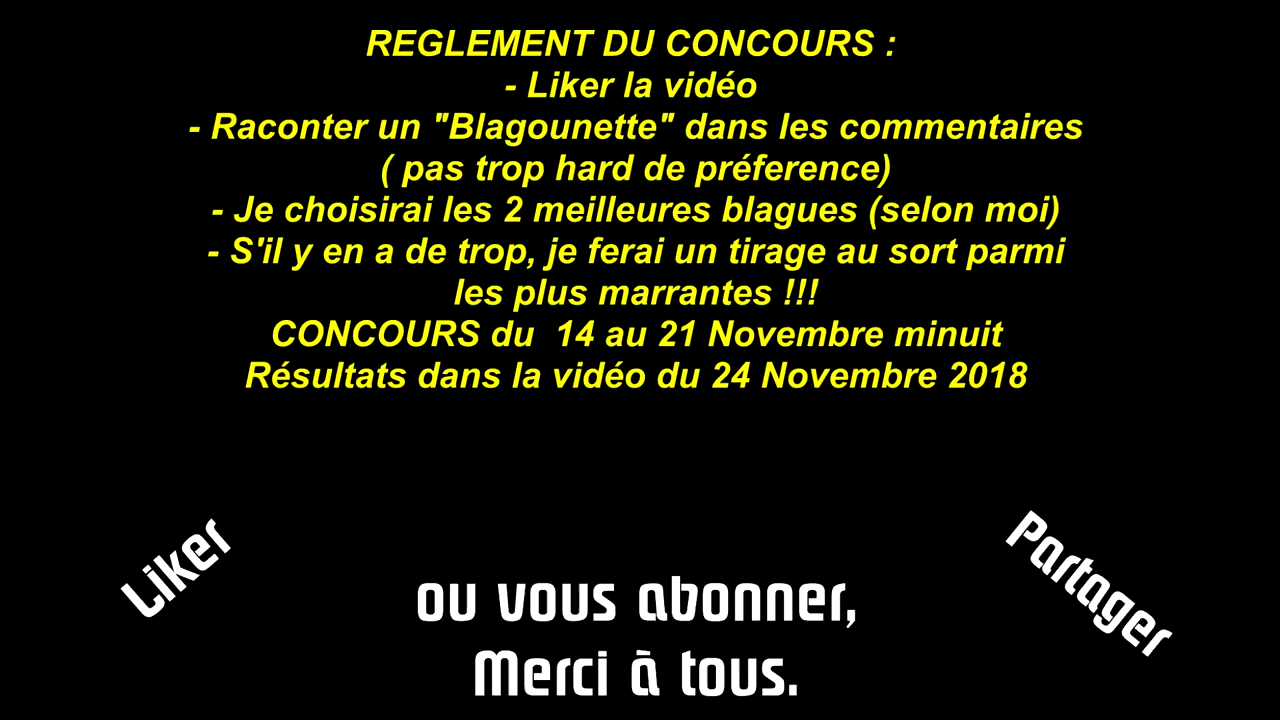 REGLEMENT DU CONCOURS :
- Liker la vidéo
- Raconter un "Blagounette" dans les commentaires
( pas trop hard de préference)
- Je choisirai les 2 meilleures blagues (selon moi)
- S'il y en a de trop, je ferai un tirage au sort parmi
les plus marrantes !!!
CONCOURS du  14 au 21 Novembre minuit
Résultats dans la vidéo du 24 Novembre 2018
Liker
Partager
ou vous abonner,
Merci à tous.